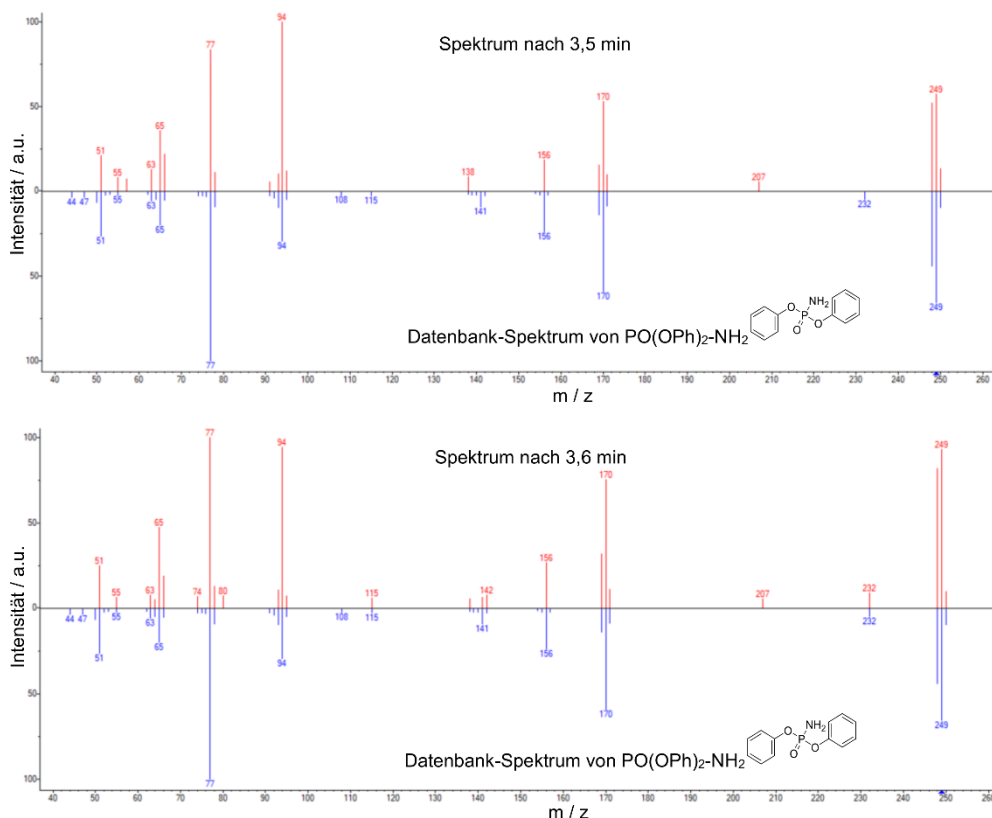 100
94
77
Spektrum nach 3,5 min
249
170
50
65
51
156
63
55
138
207
0
44 47 55 63 108 115 141 232
51
65
94
156
50
170
249
Datenbank-Spektrum von PO(OPh)₂-NH₂
O NH₂
P
O O
100
77
40 50 60 70 80 90 100 110 120 130 140 150 160 170 180 190 200 210 220 230 240 250 260
m / z
Intensität / a.u.
100
77
94
249
Spektrum nach 3,6 min
170
50
65
51
156
55 63 74 80 115 142 207 232
0
44 47 55 63 108 115 141 232
51
65
94
156
50
170
249
Datenbank-Spektrum von PO(OPh)₂-NH₂
O NH₂
P
O O
100
77
40 50 60 70 80 90 100 110 120 130 140 150 160 170 180 190 200 210 220 230 240 250 260
m / z
Intensität / a.u.